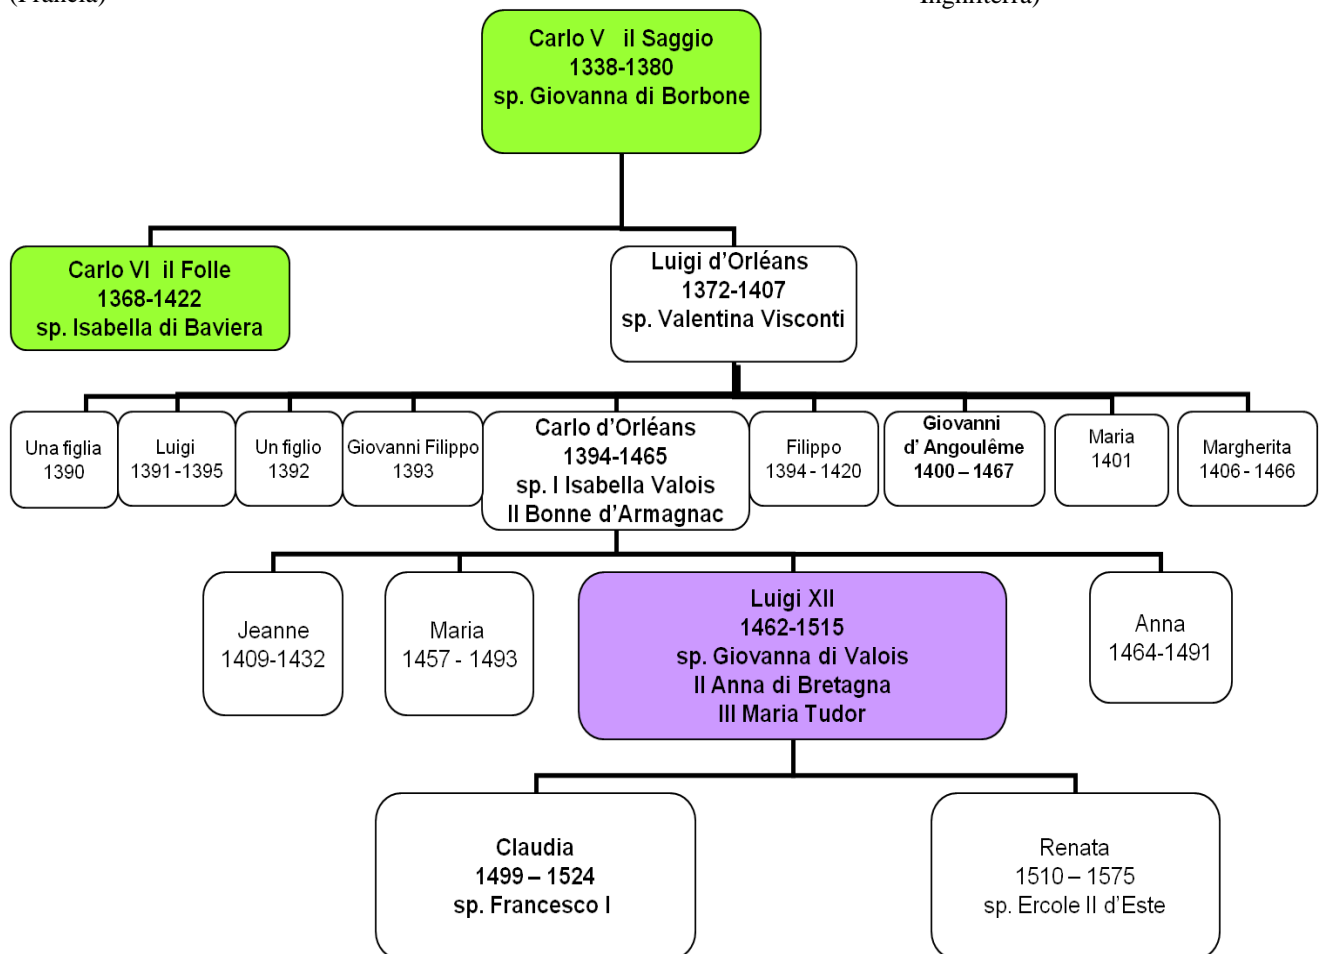 (Francia)
Inghilterra)
Carlo V il Saggio
1338-1380
sp. Giovanna di Borbone
Carlo VI il Folle
1368-1422
sp. Isabella di Baviera
Luigi d'Orléans
1372-1407
sp. Valentina Visconti
Una figlia
1390
Luigi
1391-1395
Un figlio
1392
Giovanni Filippo
1393
Carlo d'Orléans
1394-1465
sp. I Isabella Valois
II Bonne d'Armagnac
Filippo
1394 - 1420
Giovanni
d' Angoulême
1400 – 1467
Maria
1401
Margherita
1406 - 1466
Jeanne
1409-1432
Maria
1457 - 1493
Luigi XII
1462-1515
sp. Giovanna di Valois
II Anna di Bretagna
III Maria Tudor
Anna
1464-1491
Claudia
1499 – 1524
sp. Francesco I
Renata
1510 – 1575
sp. Ercole II d'Este